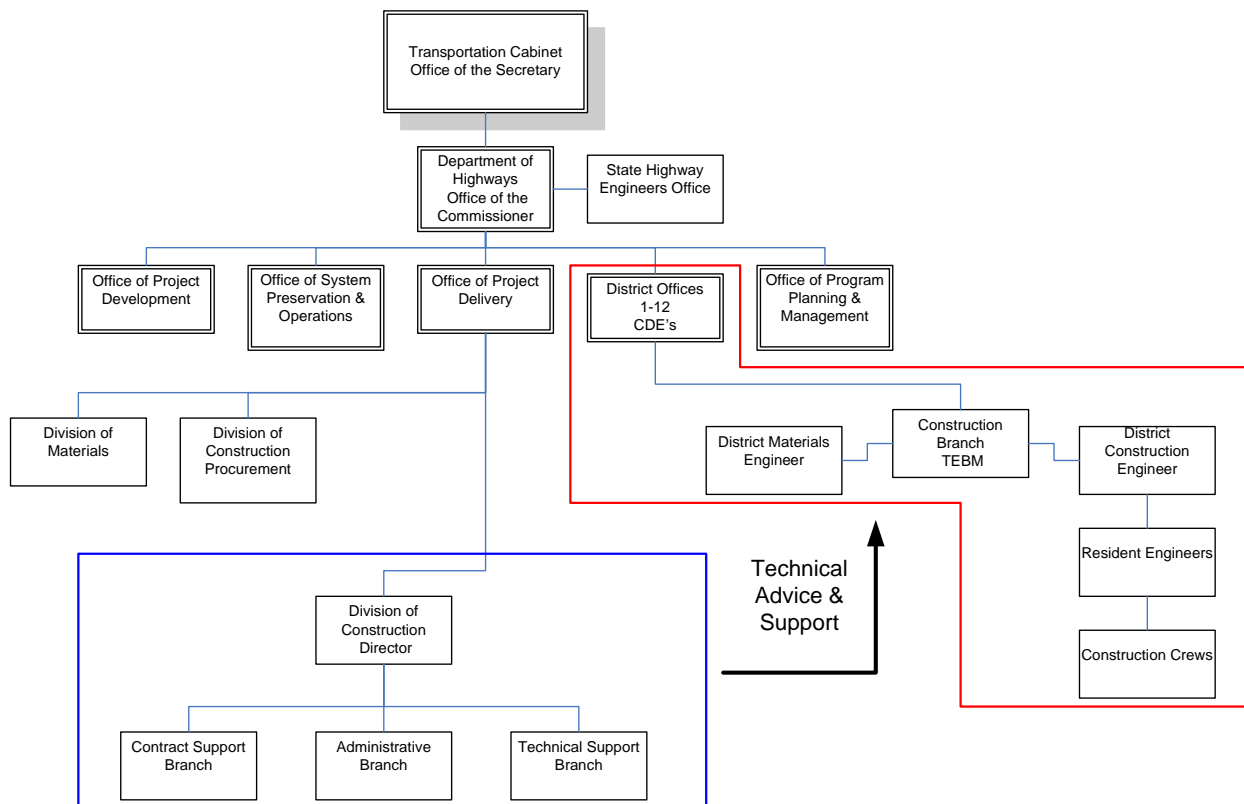 Transportation Cabinet
Office of the Secretary
Department of
Highways
Office of the
Commissioner
State Highway
Engineers Office
Office of Project
Development
Office of System
Preservation &
Operations
Office of Project
Delivery
District Offices
1-12
CDE's
Office of Program
Planning &
Management
Division of
Materials
Division of
Construction
Procurement
District Materials
Engineer
Construction
Branch
TEBM
District
Construction
Engineer
Resident Engineers
Construction Crews
Technical
Advice &
Support
Division of
Construction
Director
Contract Support
Branch
Administrative
Branch
Technical Support
Branch